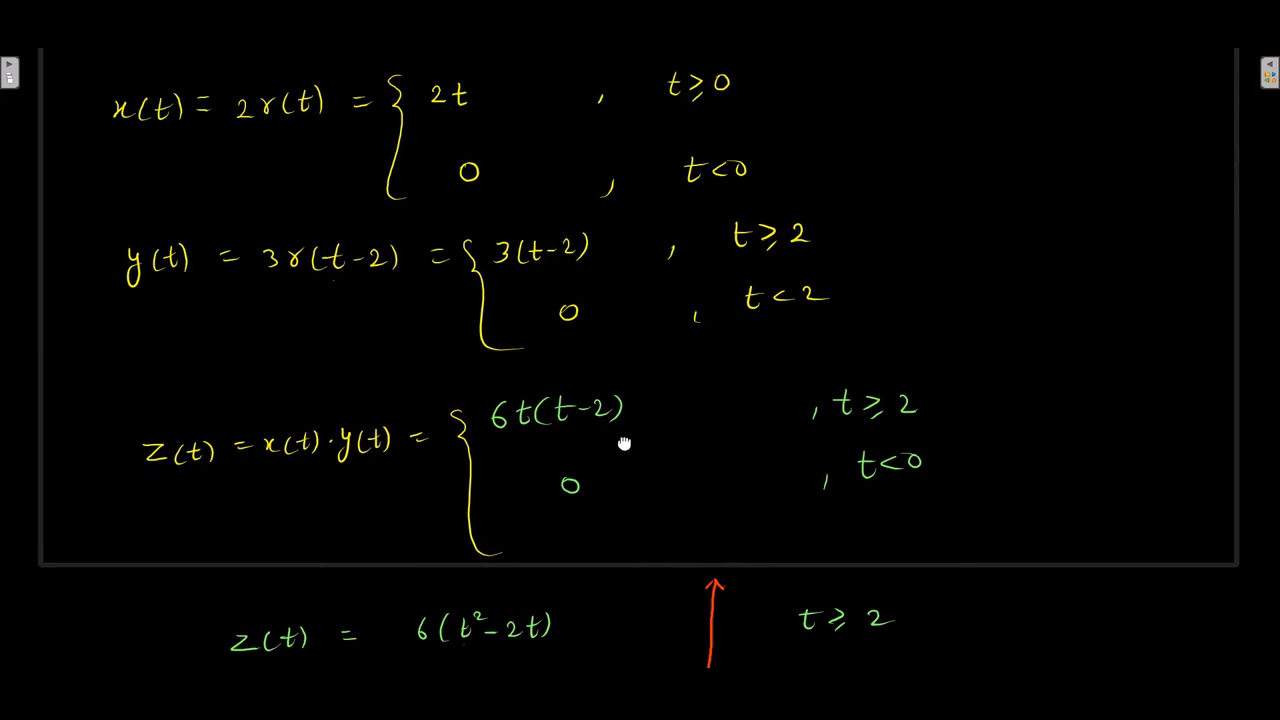 x(t) = 2r(t) = { 2t , t ≥ 0
0 , t < 0
y(t) = 3r(t-2) = { 3(t-2) , t ≥ 2
0 , t < 2
z(t) = x(t)·y(t) = { 6t(t-2) , t ≥ 2
0 , t < 0
z(t) = 6(t²-2t) t ≥ 2